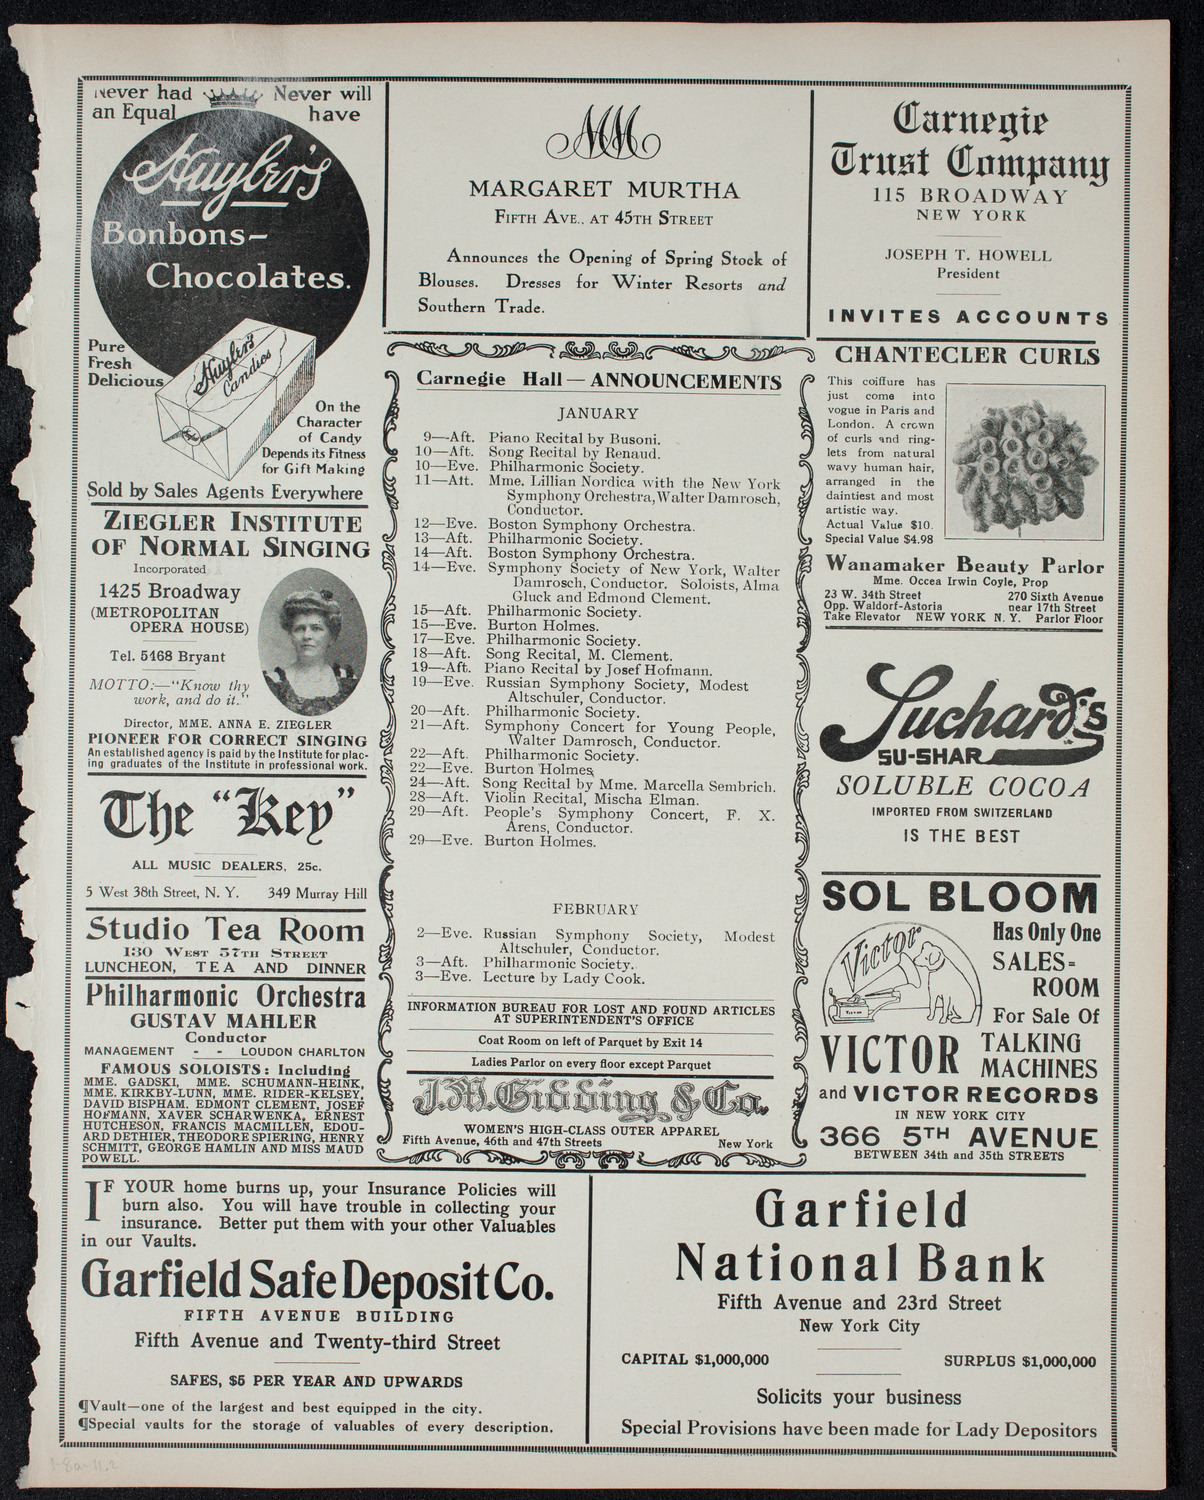 Never had
an Equal
Never will
have
Huyler's
Bonbons-
Chocolates.
Pure
Fresh
Delicious
Huyler's
Candies
On the
Character
of Candy
Depends its Fitness
for Gift Making
Sold by Sales Agents Everywhere
ZIEGLER INSTITUTE
OF NORMAL SINGING
Incorporated
1425 Broadway
(METROPOLITAN
OPERA HOUSE)
Tel. 5468 Bryant
MOTTO:—"Know thy
work, and do it."
Director, MME. ANNA E. ZIEGLER
PIONEER FOR CORRECT SINGING
An established agency is paid by the Institute for plac-
ing graduates of the Institute in professional work.
The "Key"
ALL MUSIC DEALERS, 25c.
5 West 38th Street, N. Y. 349 Murray Hill
Studio Tea Room
130 WEST 57TH STREET
LUNCHEON, TEA AND DINNER
Philharmonic Orchestra
GUSTAV MAHLER
Conductor
MANAGEMENT - - LOUDON CHARLTON
FAMOUS SOLOISTS: Including
MME. GADSKI, MME. SCHUMANN-HEINK,
MME. KIRKBY-LUNN, MME. RIDER-KELSEY,
DAVID BISPHAM, EDMONT CLEMENT, JOSEF
HOFMANN, XAVER SCHARWENKA, ERNEST
HUTCHESON, FRANCIS MACMILLEN, EDOU-
ARD DETHIER, THEODORE SPIERING, HENRY
SCHMITT, GEORGE HAMLIN AND MISS MAUD
POWELL.
MM
MARGARET MURTHA
FIFTH AVE., AT 45TH STREET
Announces the Opening of Spring Stock of
Blouses. Dresses for Winter Resorts and
Southern Trade.
Carnegie Hall—ANNOUNCEMENTS
JANUARY
9—Aft. Piano Recital by Busoni.
10—Aft. Song Recital by Renaud.
10—Eve. Philharmonic Society.
11—Aft. Mme. Lillian Nordica with the New York
Symphony Orchestra, Walter Damrosch,
Conductor.
12—Eve. Boston Symphony Orchestra.
13—Aft. Philharmonic Society.
14—Aft. Boston Symphony Orchestra.
14—Eve. Symphony Society of New York, Walter
Damrosch, Conductor. Soloists, Alma
Gluck and Edmond Clement.
15—Aft. Philharmonic Society.
15—Eve. Burton Holmes.
17—Eve. Philharmonic Society.
18—Aft. Song Recital, M. Clement.
19—Aft. Piano Recital by Josef Hofmann.
19—Eve. Russian Symphony Society, Modest
Altschuler, Conductor.
20—Aft. Philharmonic Society.
21—Aft. Symphony Concert for Young People,
Walter Damrosch, Conductor.
22—Aft. Philharmonic Society.
22—Eve. Burton Holmes
24—Aft. Song Recital by Mme. Marcella Sembrich.
28—Aft. Violin Recital, Mischa Elman.
29—Aft. People's Symphony Concert, F. X.
Arens, Conductor.
29—Eve. Burton Holmes.
FEBRUARY
2—Eve. Russian Symphony Society, Modest
Altschuler, Conductor.
3—Aft. Philharmonic Society.
3—Eve. Lecture by Lady Cook.
INFORMATION BUREAU FOR LOST AND FOUND ARTICLES
AT SUPERINTENDENT'S OFFICE
Coat Room on left of Parquet by Exit 14
Ladies Parlor on every floor except Parquet
J.M. Gidding & Co.
WOMEN'S HIGH-CLASS OUTER APPAREL
Fifth Avenue, 46th and 47th Streets New York
Carnegie
Trust Company
115 BROADWAY
NEW YORK
JOSEPH T. HOWELL
President
INVITES ACCOUNTS
CHANTECLER CURLS
This coiffure has
just come into
vogue in Paris and
London. A crown
of curls and ring-
lets from natural
wavy human hair,
arranged in the
daintiest and most
artistic way.
Actual Value $10.
Special Value $4.98
Wanamaker Beauty Parlor
Mme. Occea Irwin Coyle, Prop
23 W. 34th Street 270 Sixth Avenue
Opp. Waldorf-Astoria near 17th Street
Take Elevator NEW YORK N. Y. Parlor Floor
Suchard's
SU-SHAR
SOLUBLE COCOA
IMPORTED FROM SWITZERLAND
IS THE BEST
SOL BLOOM
Victor
Has Only One
SALES-
ROOM
For Sale Of
VICTOR TALKING
MACHINES
and VICTOR RECORDS
IN NEW YORK CITY
366 5TH AVENUE
BETWEEN 34th and 35th STREETS
IF YOUR home burns up, your Insurance Policies will
burn also. You will have trouble in collecting your
insurance. Better put them with your other Valuables
in our Vaults.
Garfield Safe Deposit Co.
FIFTH AVENUE BUILDING
Fifth Avenue and Twenty-third Street
SAFES, $5 PER YEAR AND UPWARDS
¶Vault—one of the largest and best equipped in the city.
¶Special vaults for the storage of valuables of every description.
Garfield
National Bank
Fifth Avenue and 23rd Street
New York City
CAPITAL $1,000,000 SURPLUS $1,000,000
Solicits your business
Special Provisions have been made for Lady Depositors